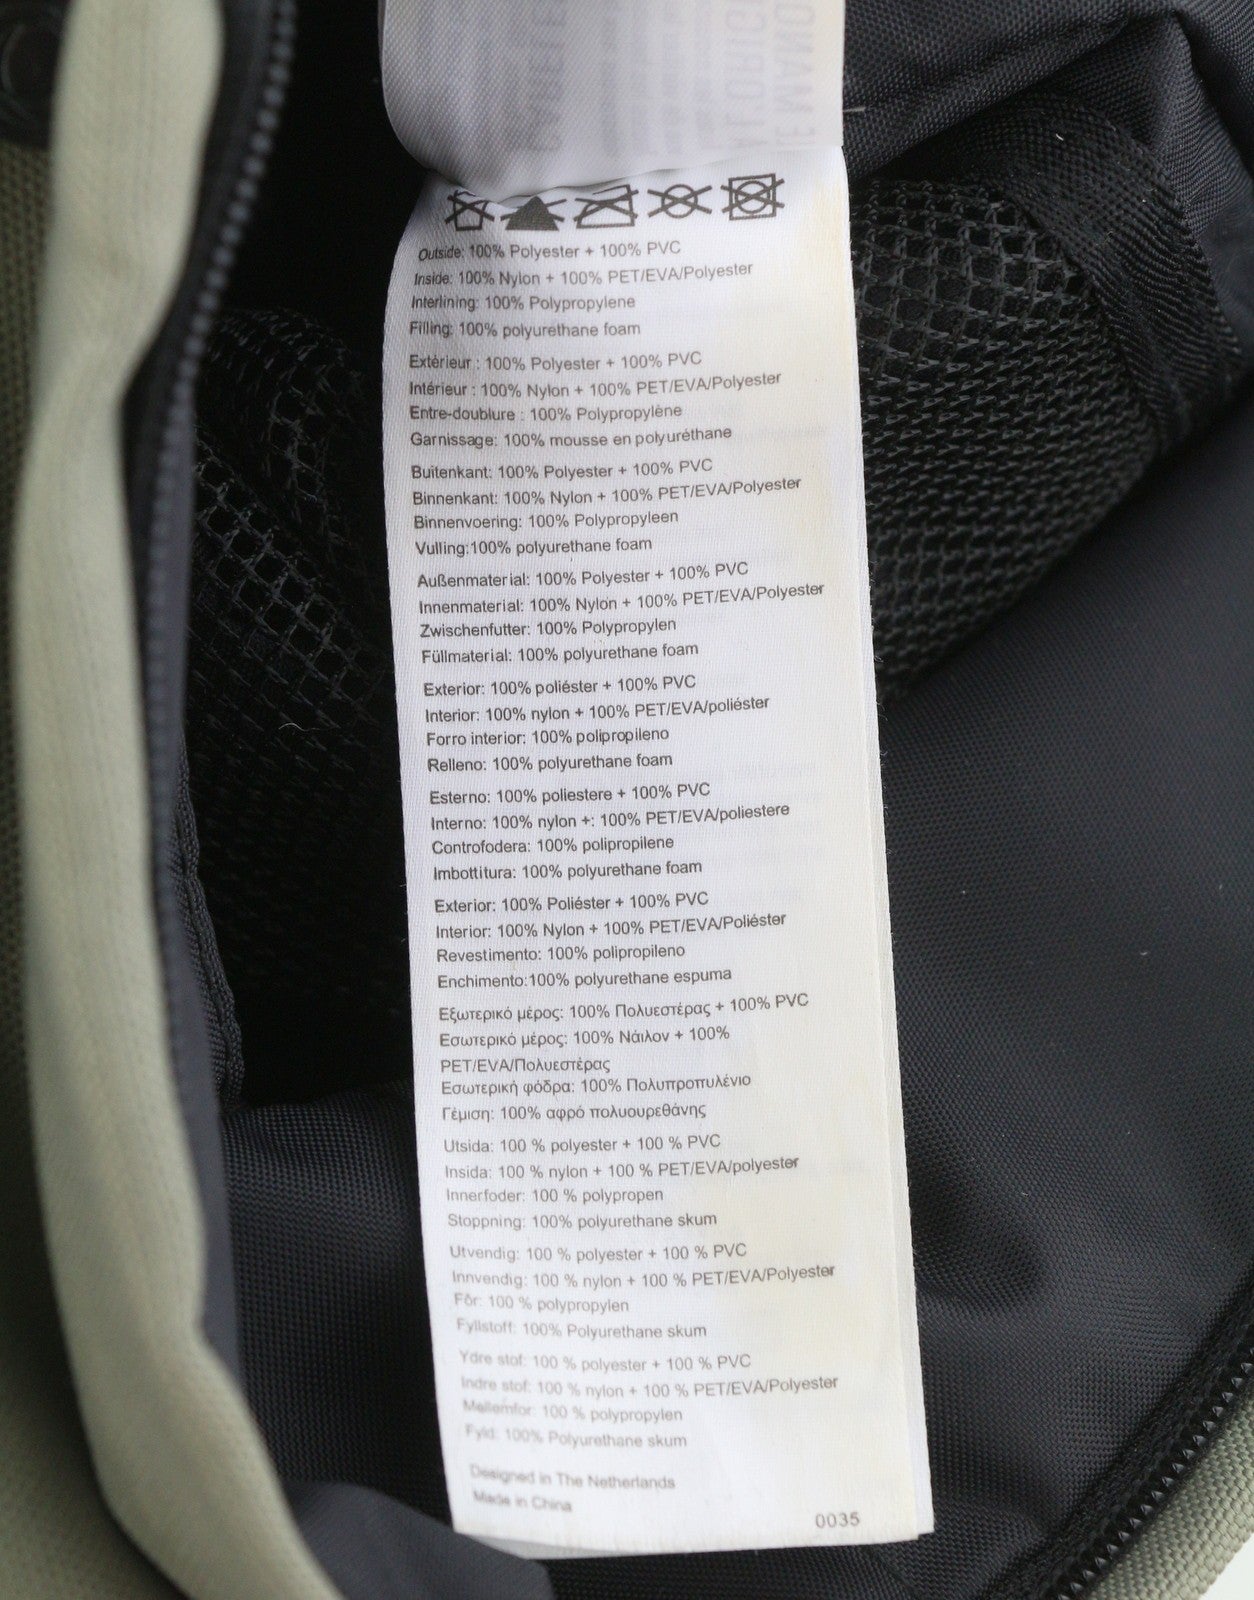 Outside: 100% Polyester + 100% PVC
Inside: 100% Nylon + 100% PET/EVA/Polyester
Interlining: 100% Polypropylene
Filling: 100% polyurethane foam
Extérieur : 100% Polyester + 100% PVC
Intérieur : 100% Nylon + 100% PET/EVA/Polyester
Entre-doublure : 100% Polypropylène
Garnissage: 100% mousse en polyuréthane
Buitenkant: 100% Polyester + 100% PVC
Binnenkant: 100% Nylon + 100% PET/EVA/Polyester
Binnenvoering: 100% Polypropyleen
Vulling:100% polyurethane foam
Außenmaterial: 100% Polyester + 100% PVC
Innenmaterial: 100% Nylon + 100% PET/EVA/Polyester
Zwischenfutter: 100% Polypropylen
Füllmaterial: 100% polyurethane foam
Exterior: 100% poliéster + 100% PVC
Interior: 100% nylon + 100% PET/EVA/poliéster
Forro interior: 100% polipropileno
Relleno: 100% polyurethane foam
Esterno: 100% poliestere + 100% PVC
Interno: 100% nylon +: 100% PET/EVA/poliestere
Controfodera: 100% polipropilene
Imbottitura: 100% polyurethane foam
Exterior: 100% Poliéster + 100% PVC
Interior: 100% Nylon + 100% PET/EVA/Poliéster
Revestimento: 100% polipropileno
Enchimento:100% polyurethane espuma
Εξωτερικό μέρος: 100% Πολυεστέρας + 100% PVC
Εσωτερικό μέρος: 100% Νάιλον + 100%
PET/EVA/Πολυεστέρας
Εσωτερική φόδρα: 100% Πολυπροπυλένιο
Γέμιση: 100% αφρό πολυουρεθάνης
Utsida: 100 % polyester + 100 % PVC
Insida: 100 % nylon + 100 % PET/EVA/polyester
Innerfoder: 100 % polypropen
Stoppning: 100% polyurethane skum
Utvendig: 100 % polyester + 100 % PVC
Innvendig: 100 % nylon + 100 % PET/EVA/Polyester
Fôr: 100 % polypropylen
Fyllstoff: 100% Polyurethane skum
Ydre stof: 100 % polyester + 100 % PVC
Indre stof: 100 % nylon + 100 % PET/EVA/Polyester
Mellemfor: 100 % polypropylen
Fyld: 100% Polyurethane skum
Designed in The Netherlands
Made in China
0035